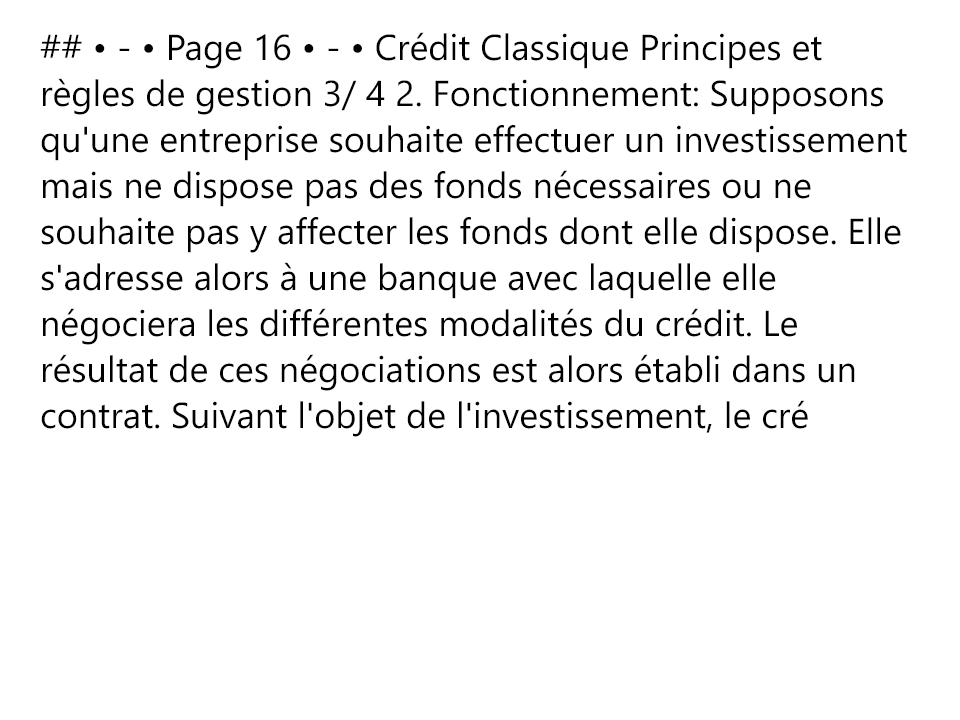 ## • - • Page 16 • - • Crédit Classique Principes et
règles de gestion 3/ 4 2. Fonctionnement: Supposons
qu'une entreprise souhaite effectuer un investissement
mais ne dispose pas des fonds nécessaires ou ne
souhaite pas y affecter les fonds dont elle dispose. Elle
s'adresse alors à une banque avec laquelle elle
négociera les différentes modalités du crédit. Le
résultat de ces négociations est alors établi dans un
contrat. Suivant l'objet de l'investissement, le cré